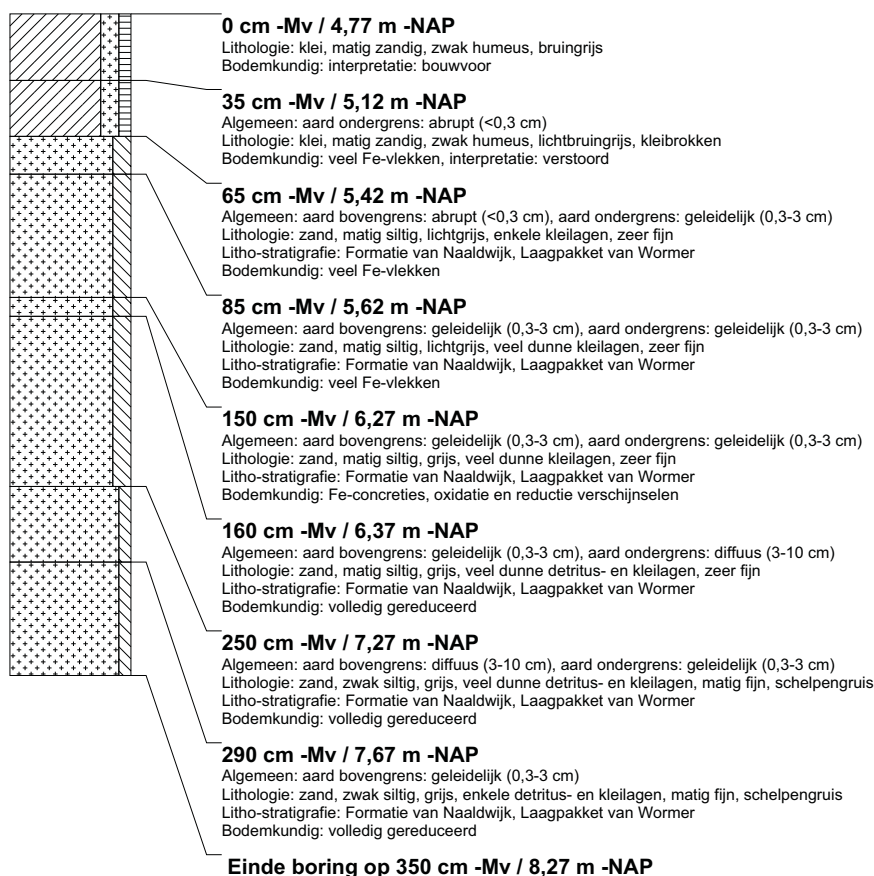 0 cm -Mv / 4,77 m -NAP
Lithologie: klei, matig zandig, zwak humeus, bruingrijs
Bodemkundig: interpretatie: bouwvoor
35 cm -Mv / 5,12 m -NAP
Algemeen: aard ondergrens: abrupt (<0,3 cm)
Lithologie: klei, matig zandig, zwak humeus, lichtbruingrijs, kleibrokken
Bodemkundig: veel Fe-vlekken, interpretatie: verstoord
65 cm -Mv / 5,42 m -NAP
Algemeen: aard bovengrens: abrupt (<0,3 cm), aard ondergrens: geleidelijk (0,3-3 cm)
Lithologie: zand, matig siltig, lichtgrijs, enkele kleilagen, zeer fijn
Litho-stratigrafie: Formatie van Naaldwijk, Laagpakket van Wormer
Bodemkundig: veel Fe-vlekken
85 cm -Mv / 5,62 m -NAP
Algemeen: aard bovengrens: geleidelijk (0,3-3 cm), aard ondergrens: geleidelijk (0,3-3 cm)
Lithologie: zand, matig siltig, lichtgrijs, veel dunne kleilagen, zeer fijn
Litho-stratigrafie: Formatie van Naaldwijk, Laagpakket van Wormer
Bodemkundig: veel Fe-vlekken
150 cm -Mv / 6,27 m -NAP
Algemeen: aard bovengrens: geleidelijk (0,3-3 cm), aard ondergrens: geleidelijk (0,3-3 cm)
Lithologie: zand, matig siltig, grijs, veel dunne kleilagen, zeer fijn
Litho-stratigrafie: Formatie van Naaldwijk, Laagpakket van Wormer
Bodemkundig: Fe-concreties, oxidatie en reductie verschijnselen
160 cm -Mv / 6,37 m -NAP
Algemeen: aard bovengrens: geleidelijk (0,3-3 cm), aard ondergrens: diffuus (3-10 cm)
Lithologie: zand, matig siltig, grijs, veel dunne detritus- en kleilagen, zeer fijn
Litho-stratigrafie: Formatie van Naaldwijk, Laagpakket van Wormer
Bodemkundig: volledig gereduceerd
250 cm -Mv / 7,27 m -NAP
Algemeen: aard bovengrens: diffuus (3-10 cm), aard ondergrens: geleidelijk (0,3-3 cm)
Lithologie: zand, zwak siltig, grijs, veel dunne detritus- en kleilagen, matig fijn, schelpengruis
Litho-stratigrafie: Formatie van Naaldwijk, Laagpakket van Wormer
Bodemkundig: volledig gereduceerd
290 cm -Mv / 7,67 m -NAP
Algemeen: aard bovengrens: geleidelijk (0,3-3 cm)
Lithologie: zand, zwak siltig, grijs, enkele detritus- en kleilagen, matig fijn, schelpengruis
Litho-stratigrafie: Formatie van Naaldwijk, Laagpakket van Wormer
Bodemkundig: volledig gereduceerd
Einde boring op 350 cm -Mv / 8,27 m -NAP